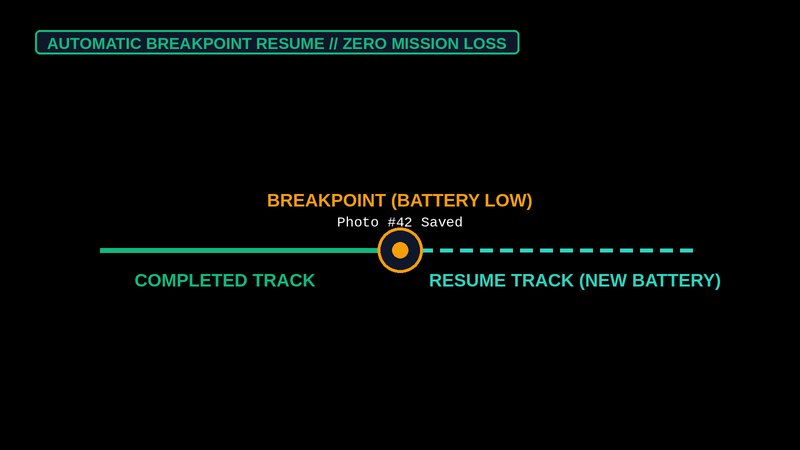 AUTOMATIC BREAKPOINT RESUME // ZERO MISSION LOSS
BREAKPOINT (BATTERY LOW)
Photo #42 Saved
COMPLETED TRACK
RESUME TRACK (NEW BATTERY)